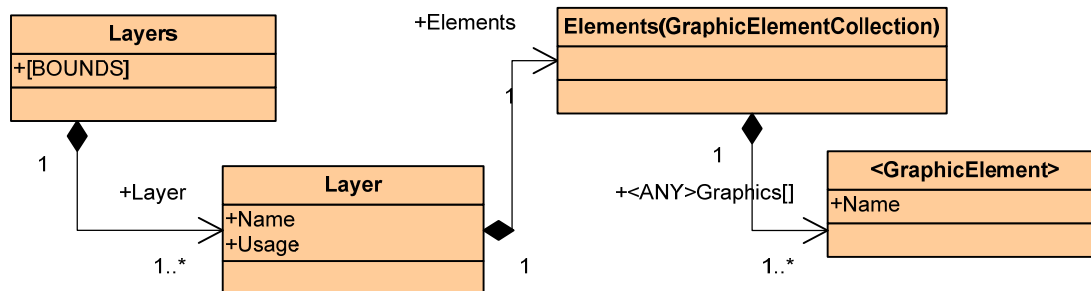 Layers
+[BOUNDS]
1
+Layer
1..*
Layer
+Name
+Usage
1
+Elements
1
Elements(GraphicElementCollection)
1
+<ANY>Graphics[]
1..*
<GraphicElement>
+Name